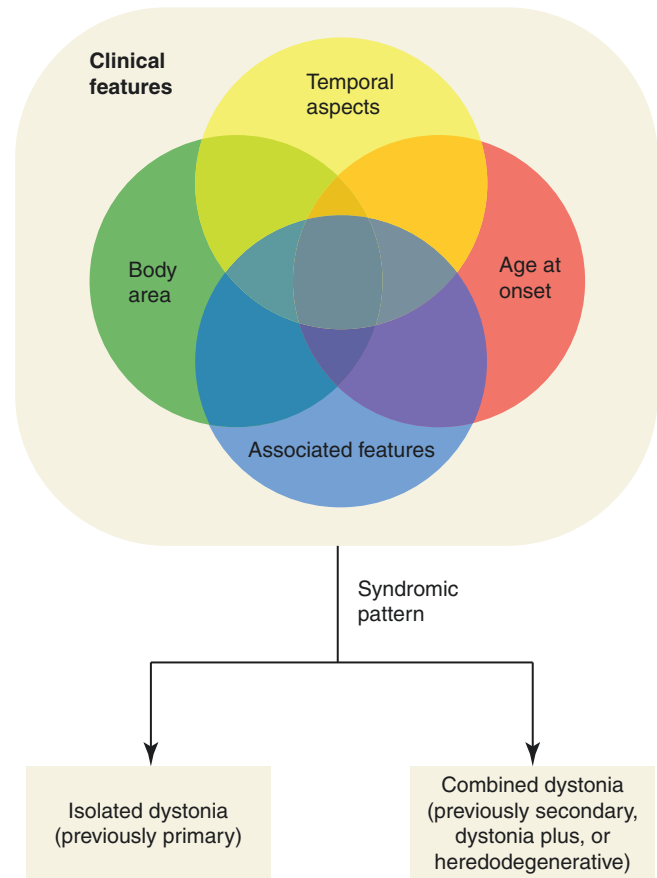 Clinical
features
Temporal
aspects
Body
area
Age at
onset
Associated features
Syndromic
pattern
Isolated dystonia
(previously primary)
Combined dystonia
(previously secondary,
dystonia plus, or
heredodegenerative)